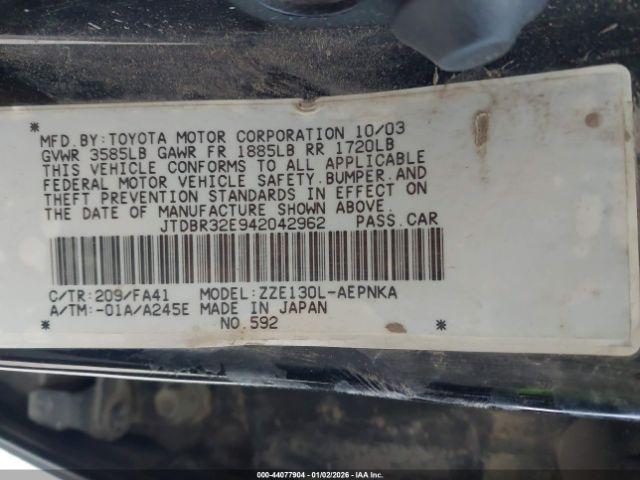 * MFD.BY:TOYOTA MOTOR CORPORATION 10/03
GVWR 3585LB GAWR FR 1885LB RR 1720LB
THIS VEHICLE CONFORMS TO ALL APPLICABLE
FEDERAL MOTOR VEHICLE SAFETY,BUMPER,AND
THEFT PREVENTION STANDARDS IN EFFECT ON
THE DATE OF MANUFACTURE SHOWN ABOVE.
JTDBR32E942042962 PASS.CAR
C/TR:209/FA41 MODEL:ZZE130L-AEPNKA
A/TM:-01A/A245E MADE IN JAPAN
* NO.592 *
000-44077904 - 01/02/2026 - IAAI, Inc.